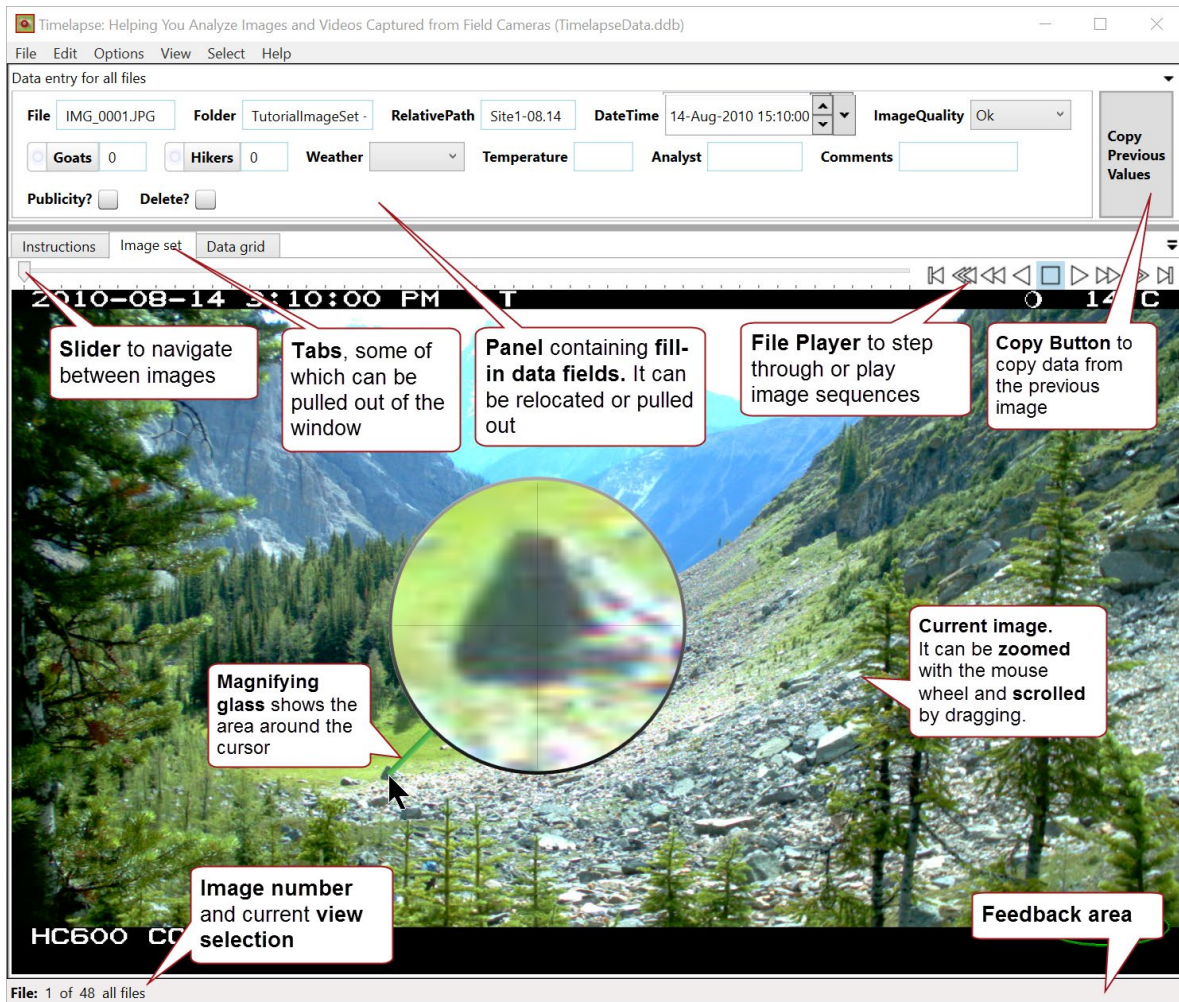 Timelapse: Helping You Analyze Images and Videos Captured from Field Cameras (TimelapseData.ddb)
File Edit Options View Select Help
Data entry for all files
File IMG_0001.JPG Folder TutorialImageSet - RelativePath Site1-08.14 DateTime 14-Aug-2010 15:10:00 ImageQuality Ok
Goats 0 Hikers 0 Weather Temperature Analyst Comments
Publicity? Delete?
Copy
Previous
Values
Instructions Image set Data grid
2010-08-14 3:10:00 PM T 14 C
Slider to navigate
between images
Tabs, some of
which can be
pulled out of the
window
Panel containing fill-
in data fields. It can
be relocated or pulled
out
File Player to step
through or play
image sequences
Copy Button to
copy data from
the previous
image
Magnifying
glass shows the
area around the
cursor
Current image.
It can be zoomed
with the mouse
wheel and scrolled
by dragging.
Image number
and current view
selection
Feedback area
HC600
File: 1 of 48 all files